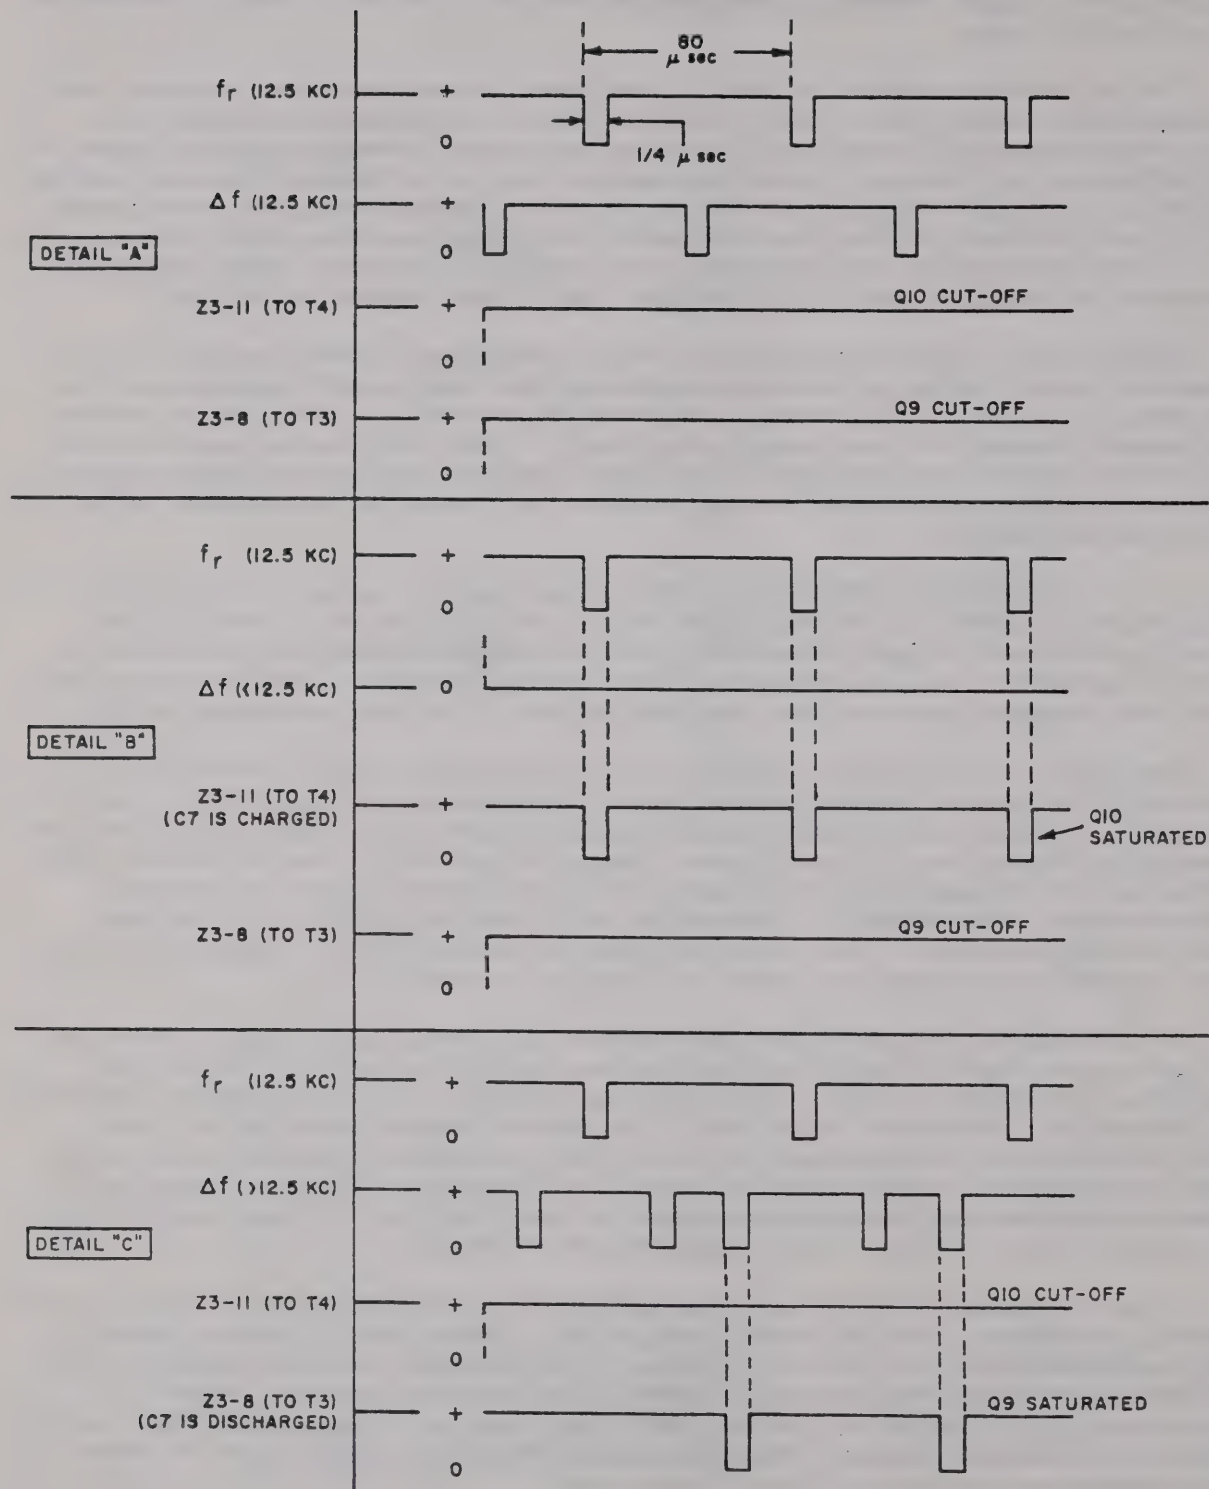 80
μ sec
fr (12.5 KC)
+
0
1/4 μ sec
Δf (12.5 KC)
+
0
DETAIL "A"
Z3-11 (TO T4)
+
Q10 CUT-OFF
0
Z3-8 (TO T3)
+
Q9 CUT-OFF
0
fr (12.5 KC)
+
0
Δf (<12.5 KC)
0
DETAIL "B"
Z3-11 (TO T4)
(C7 IS CHARGED)
+
0
Q10
SATURATED
Z3-8 (TO T3)
+
Q9 CUT-OFF
0
fr (12.5 KC)
+
0
Δf (>12.5 KC)
+
0
DETAIL "C"
Z3-11 (TO T4)
+
Q10 CUT-OFF
0
Z3-8 (TO T3)
(C7 IS DISCHARGED)
+
Q9 SATURATED
0